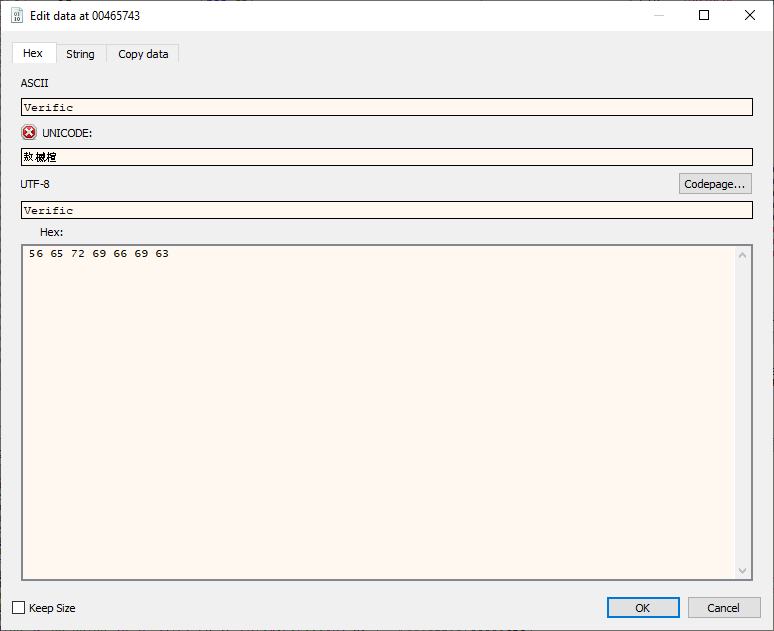 Edit data at 00465743
Hex String Copy data
ASCII
Verific
UNICODE:
敖楲楦
UTF-8 Codepage...
Verific
Hex:
56 65 72 69 66 69 63
Keep Size OK Cancel